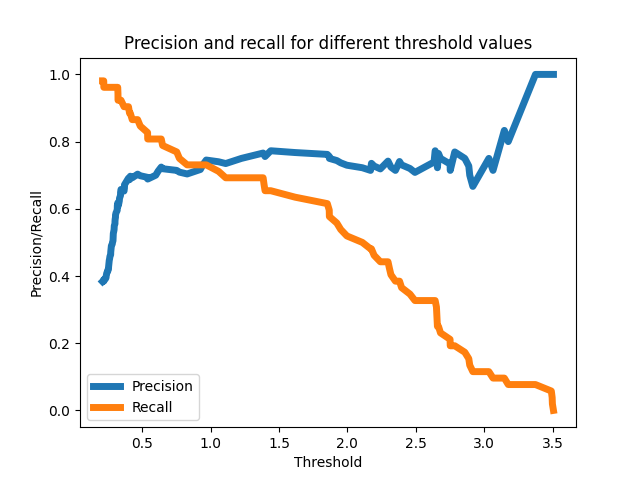 Precision and recall for different threshold values
Precision/Recall
1.0
0.8
0.6
0.4
0.2
0.0
Precision
Recall
0.5 1.0 1.5 2.0 2.5 3.0 3.5
Threshold